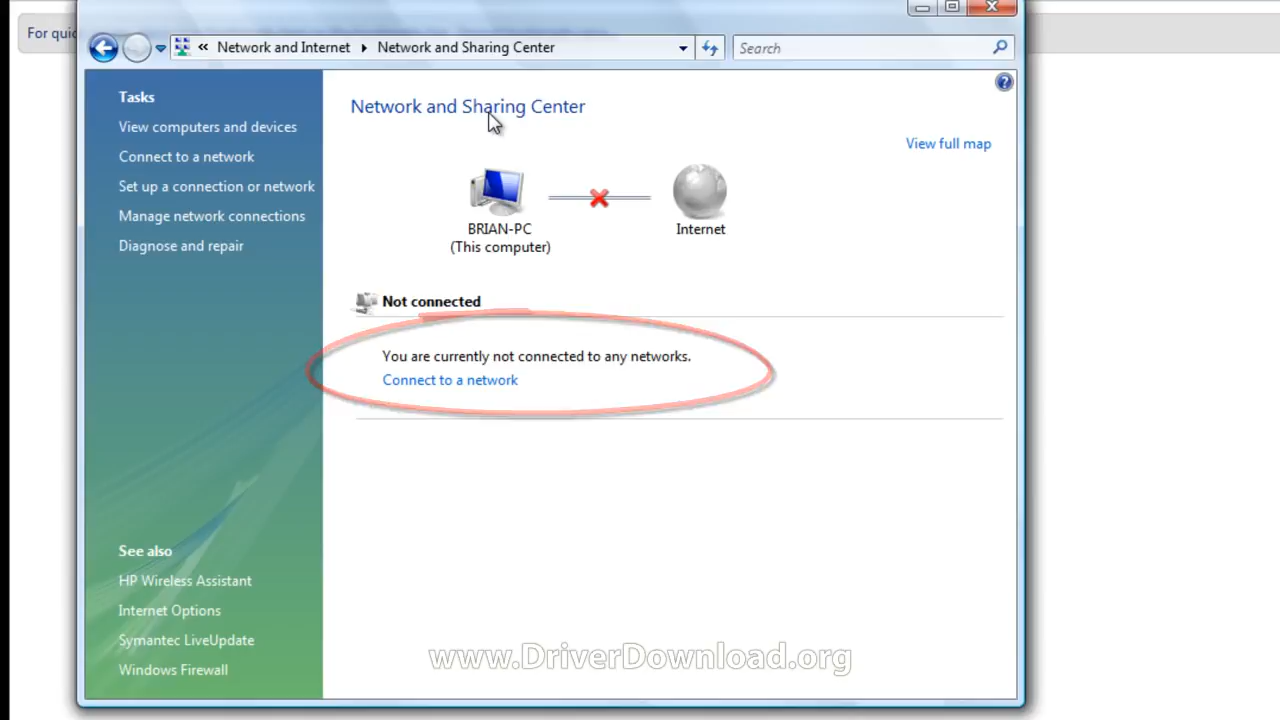 For quic
« Network and Internet ▸ Network and Sharing Center
Search
Tasks
View computers and devices
Connect to a network
Set up a connection or network
Manage network connections
Diagnose and repair
Network and Sharing Center
View full map
BRIAN-PC
(This computer)
Internet
Not connected
You are currently not connected to any networks.
Connect to a network
See also
HP Wireless Assistant
Internet Options
Symantec LiveUpdate
Windows Firewall
www.DriverDownload.org